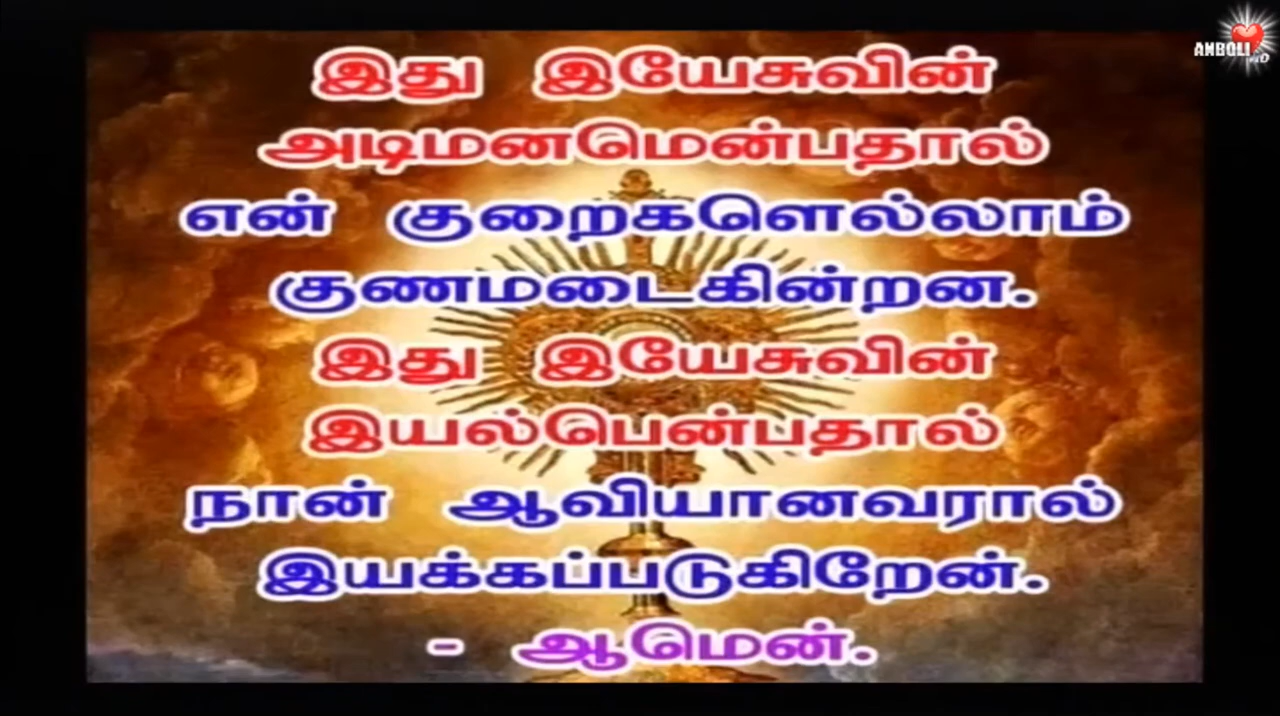 ANBOLI HD
இது இயேசுவின்
அடிமனமென்பதால்
என் குறைகளெல்லாம்
குணமடைகின்றன.
இது இயேசுவின்
இயல்பென்பதால்
நான் ஆவியானவரால்
இயக்கப்படுகிறேன்.
- ஆமென்.